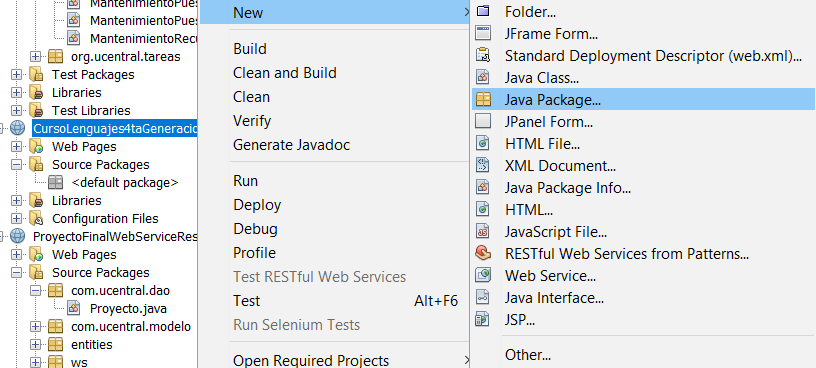 MantenimientoPues
MantenimientoRecu
org.ucentral.tareas
Test Packages
Libraries
Test Libraries
CursoLenguajes4taGeneracio
Web Pages
Source Packages
<default package>
Libraries
Configuration Files
ProyectoFinalWebServiceRes
Web Pages
Source Packages
com.ucentral.dao
Proyecto.java
com.ucentral.modelo
entities
ws
New
Build
Clean and Build
Clean
Verify
Generate Javadoc
Run
Deploy
Debug
Profile
Test RESTful Web Services
Test Alt+F6
Run Selenium Tests
Open Required Projects
Folder...
JFrame Form...
Standard Deployment Descriptor (web.xml)...
Java Class...
Java Package...
JPanel Form...
HTML File...
XML Document...
Java Package Info...
HTML...
JavaScript File...
RESTful Web Services from Patterns...
Web Service...
Java Interface...
JSP...
Other...